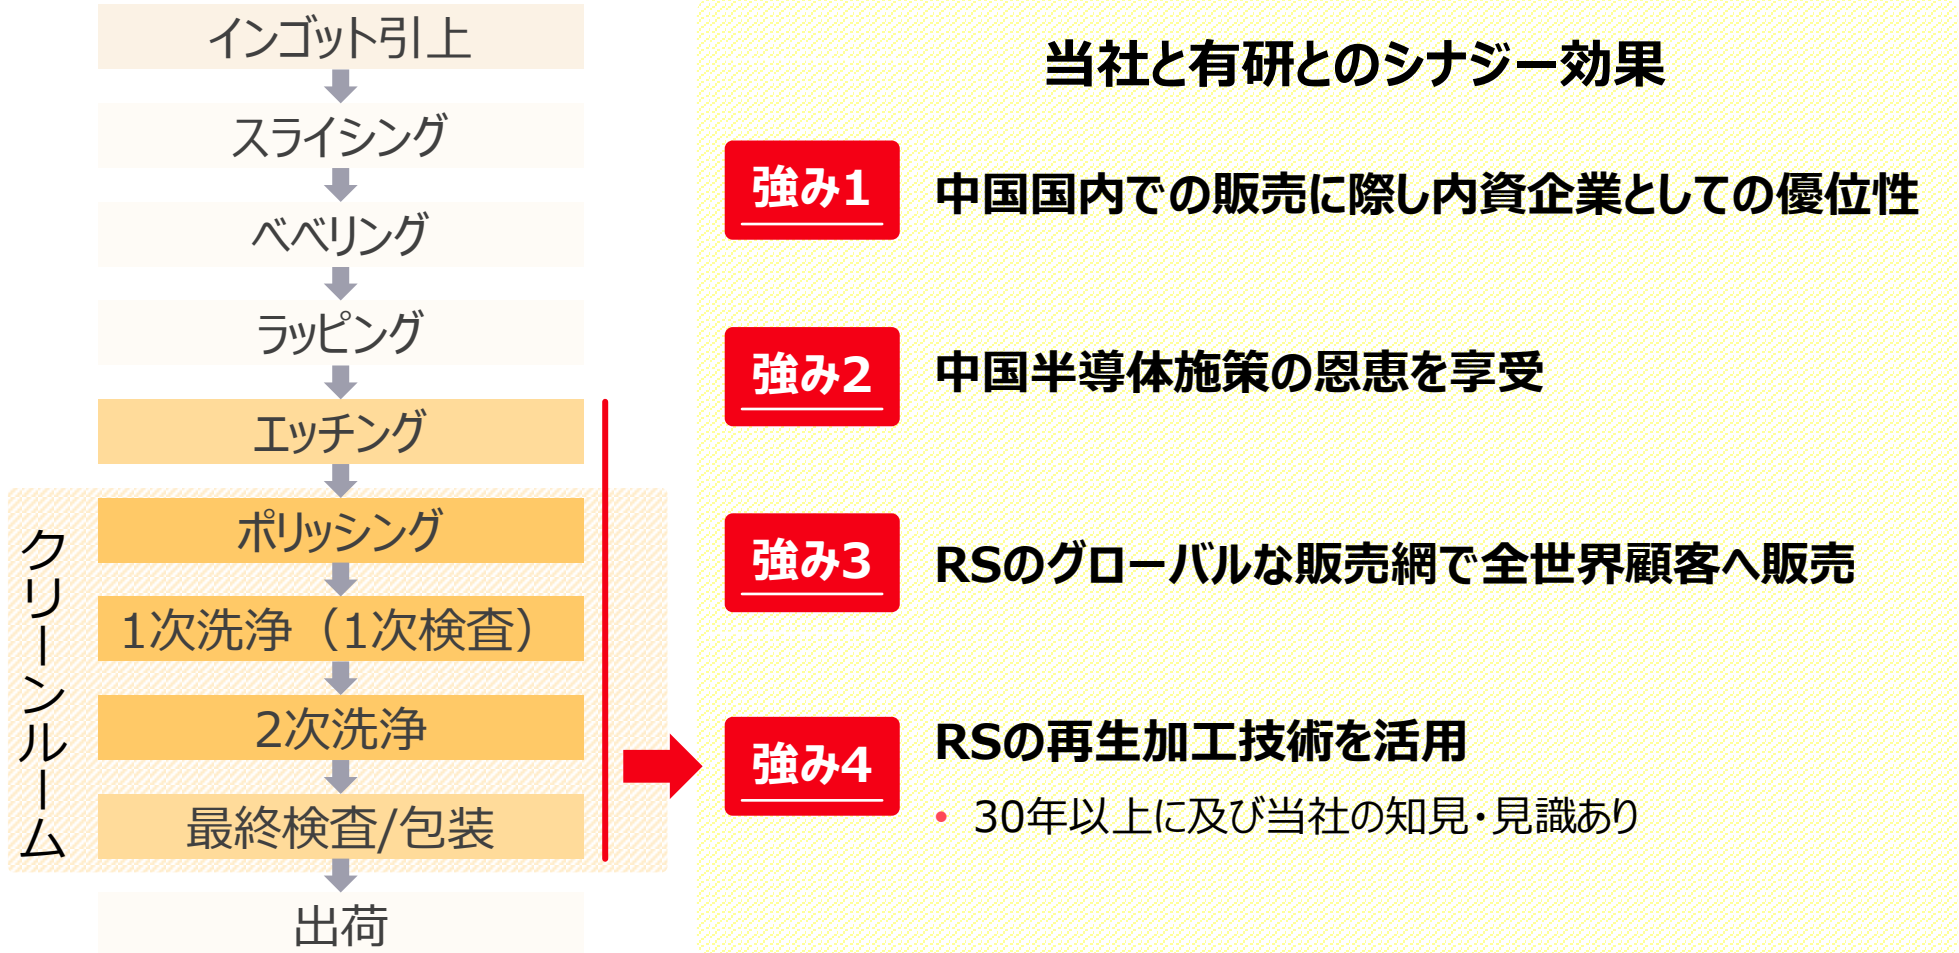 インゴット引上
スライシング
ベベリング
ラッピング
エッチング
ポリッシング
1次洗浄（1次検査）
2次洗浄
最終検査/包装
出荷
クリーンルーム
当社と有研とのシナジー効果
強み1
中国国内での販売に際し内資企業としての優位性
強み2
中国半導体施策の恩恵を享受
強み3
RSのグローバルな販売網で全世界顧客へ販売
強み4
RSの再生加工技術を活用
• 30年以上に及び当社の知見・見識あり